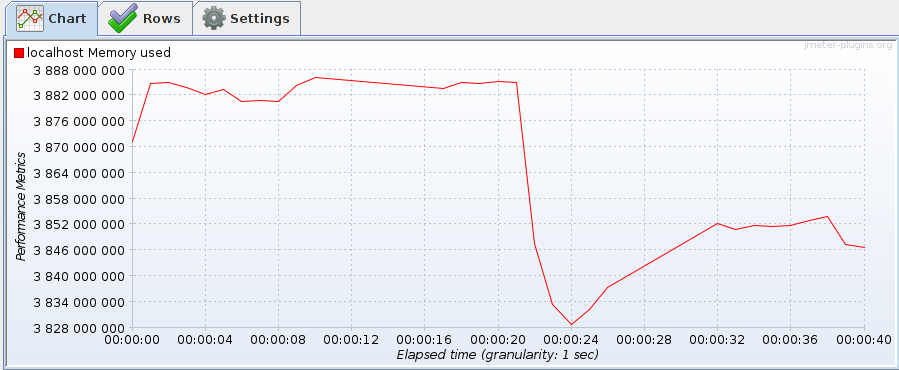 Chart Rows Settings
localhost Memory used
jmeter-plugins.org
3 888 000 000
3 882 000 000
3 876 000 000
3 870 000 000
3 864 000 000
3 858 000 000
3 852 000 000
3 846 000 000
3 840 000 000
3 834 000 000
3 828 000 000
Performance Metrics
00:00:00 00:00:04 00:00:08 00:00:12 00:00:16 00:00:20 00:00:24 00:00:28 00:00:32 00:00:36 00:00:40
Elapsed time (granularity: 1 sec)